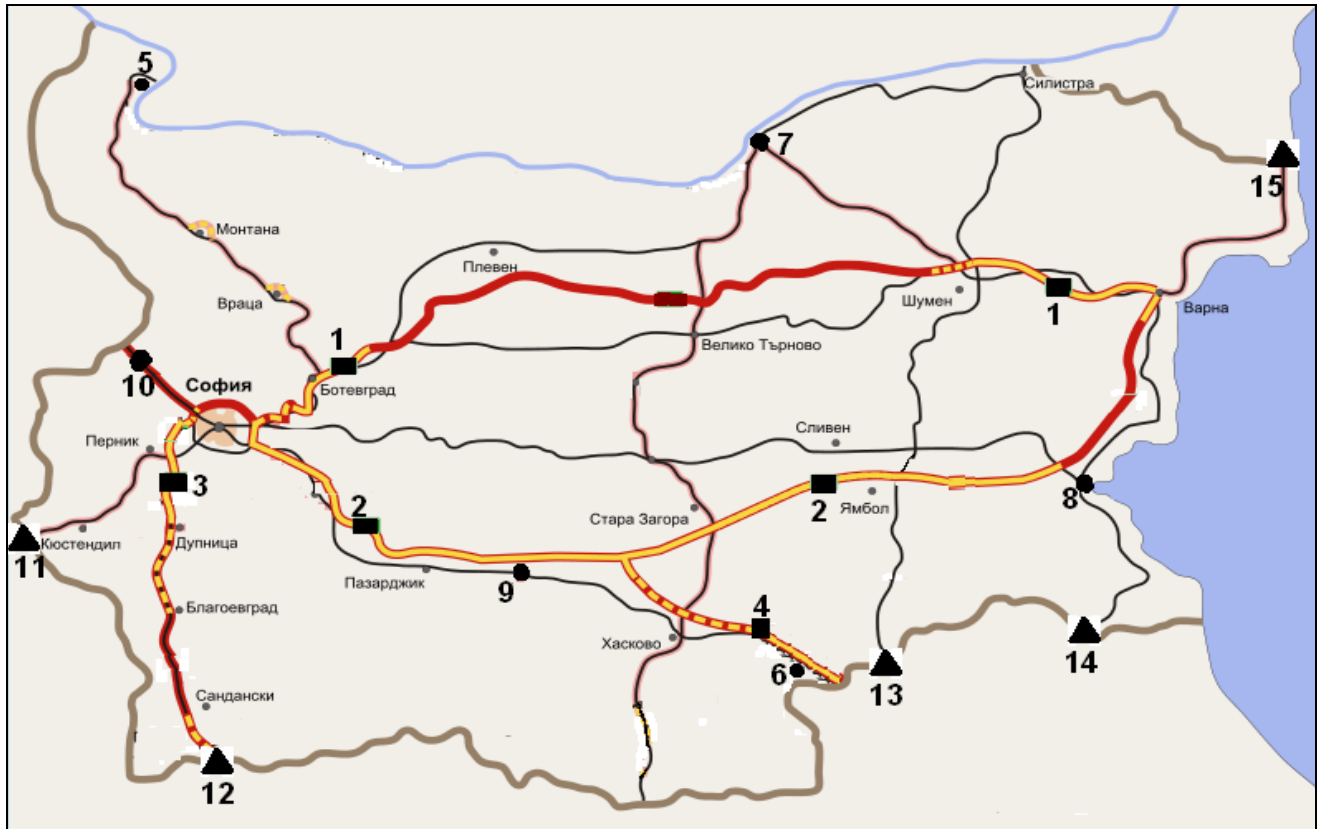 5
Силистра
7
15
Монтана
Плевен
Враца
Шумен
1
Варна
1
Велико Търново
10
София
Ботевград
Перник
Сливен
3
2
2
Ямбол
8
Стара Загора
Кюстендил
11
Дупница
Пазарджик
9
Благоевград
4
Хасково
6
13
14
Сандански
12